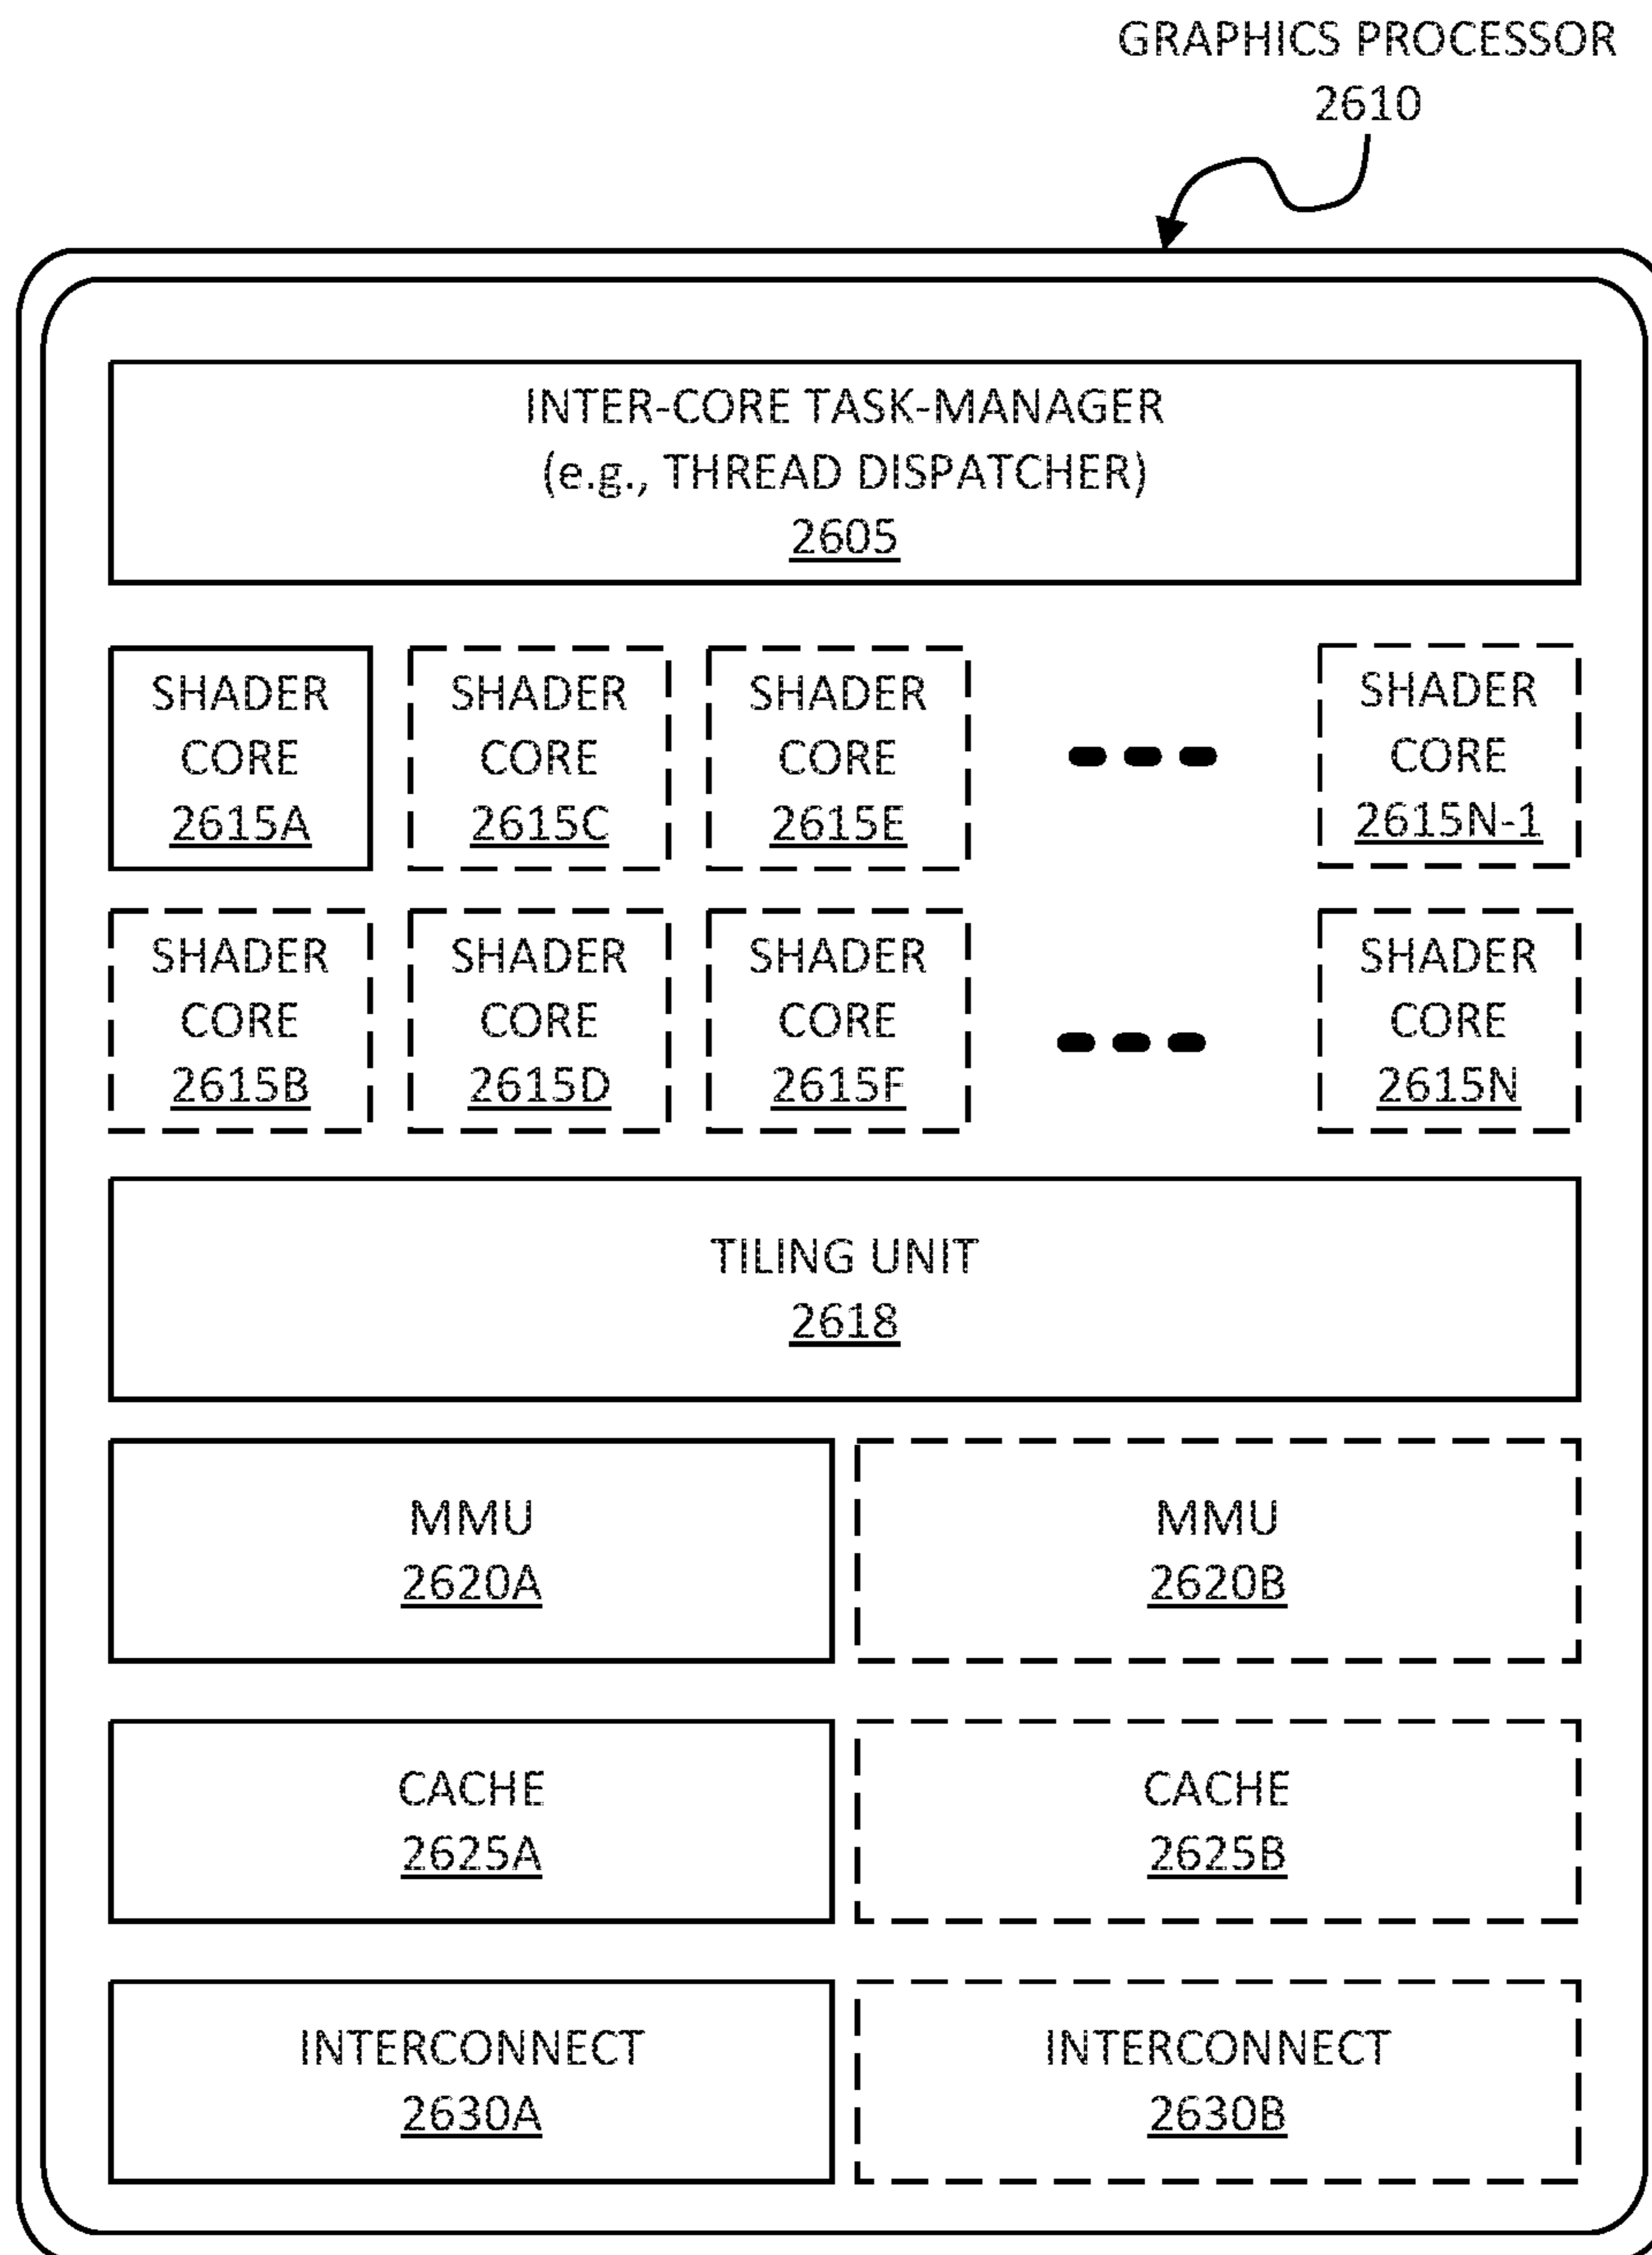 GRAPHICS PROCESSOR
2610
INTER-CORE TASK-MANAGER
(e.g., THREAD DISPATCHER)
2605
SHADER
CORE
2615A
SHADER
CORE
2615C
SHADER
CORE
2615E
SHADER
CORE
2615N-1
SHADER
CORE
2615B
SHADER
CORE
2615D
SHADER
CORE
2615F
SHADER
CORE
2615N
TILING UNIT
2618
MMU
2620A
MMU
2620B
CACHE
2625A
CACHE
2625B
INTERCONNECT
2630A
INTERCONNECT
2630B